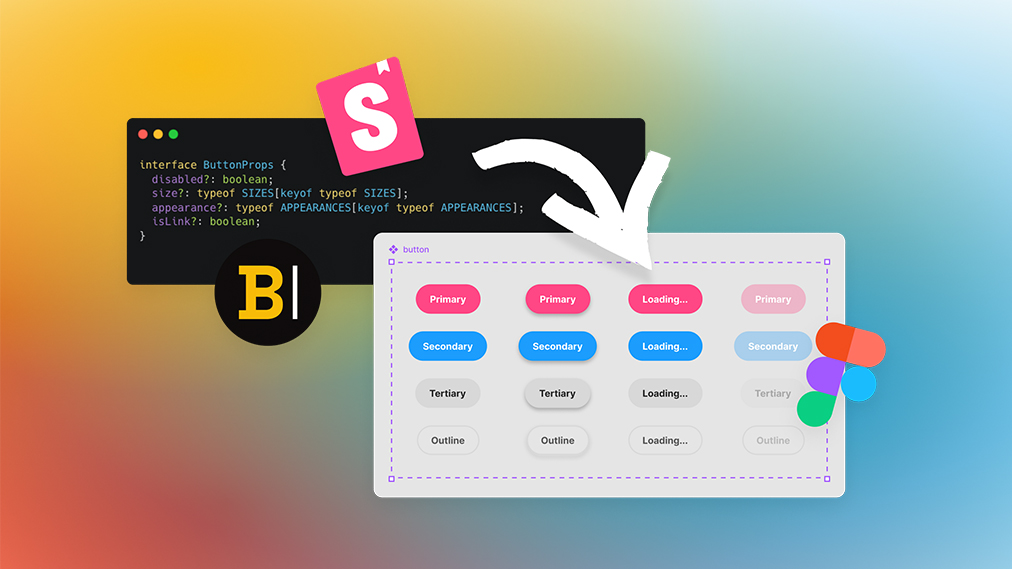 S
interface ButtonProps {
  disabled?: boolean;
  size?: typeof SIZES[keyof typeof SIZES];
  appearance?: typeof APPEARANCES[keyof typeof APPEARANCES];
  isLink?: boolean;
}
B|
button
Primary Primary Loading... Primary
Secondary Secondary Loading... Secondary
Tertiary Tertiary Loading... Tertiary
Outline Outline Loading... Outline